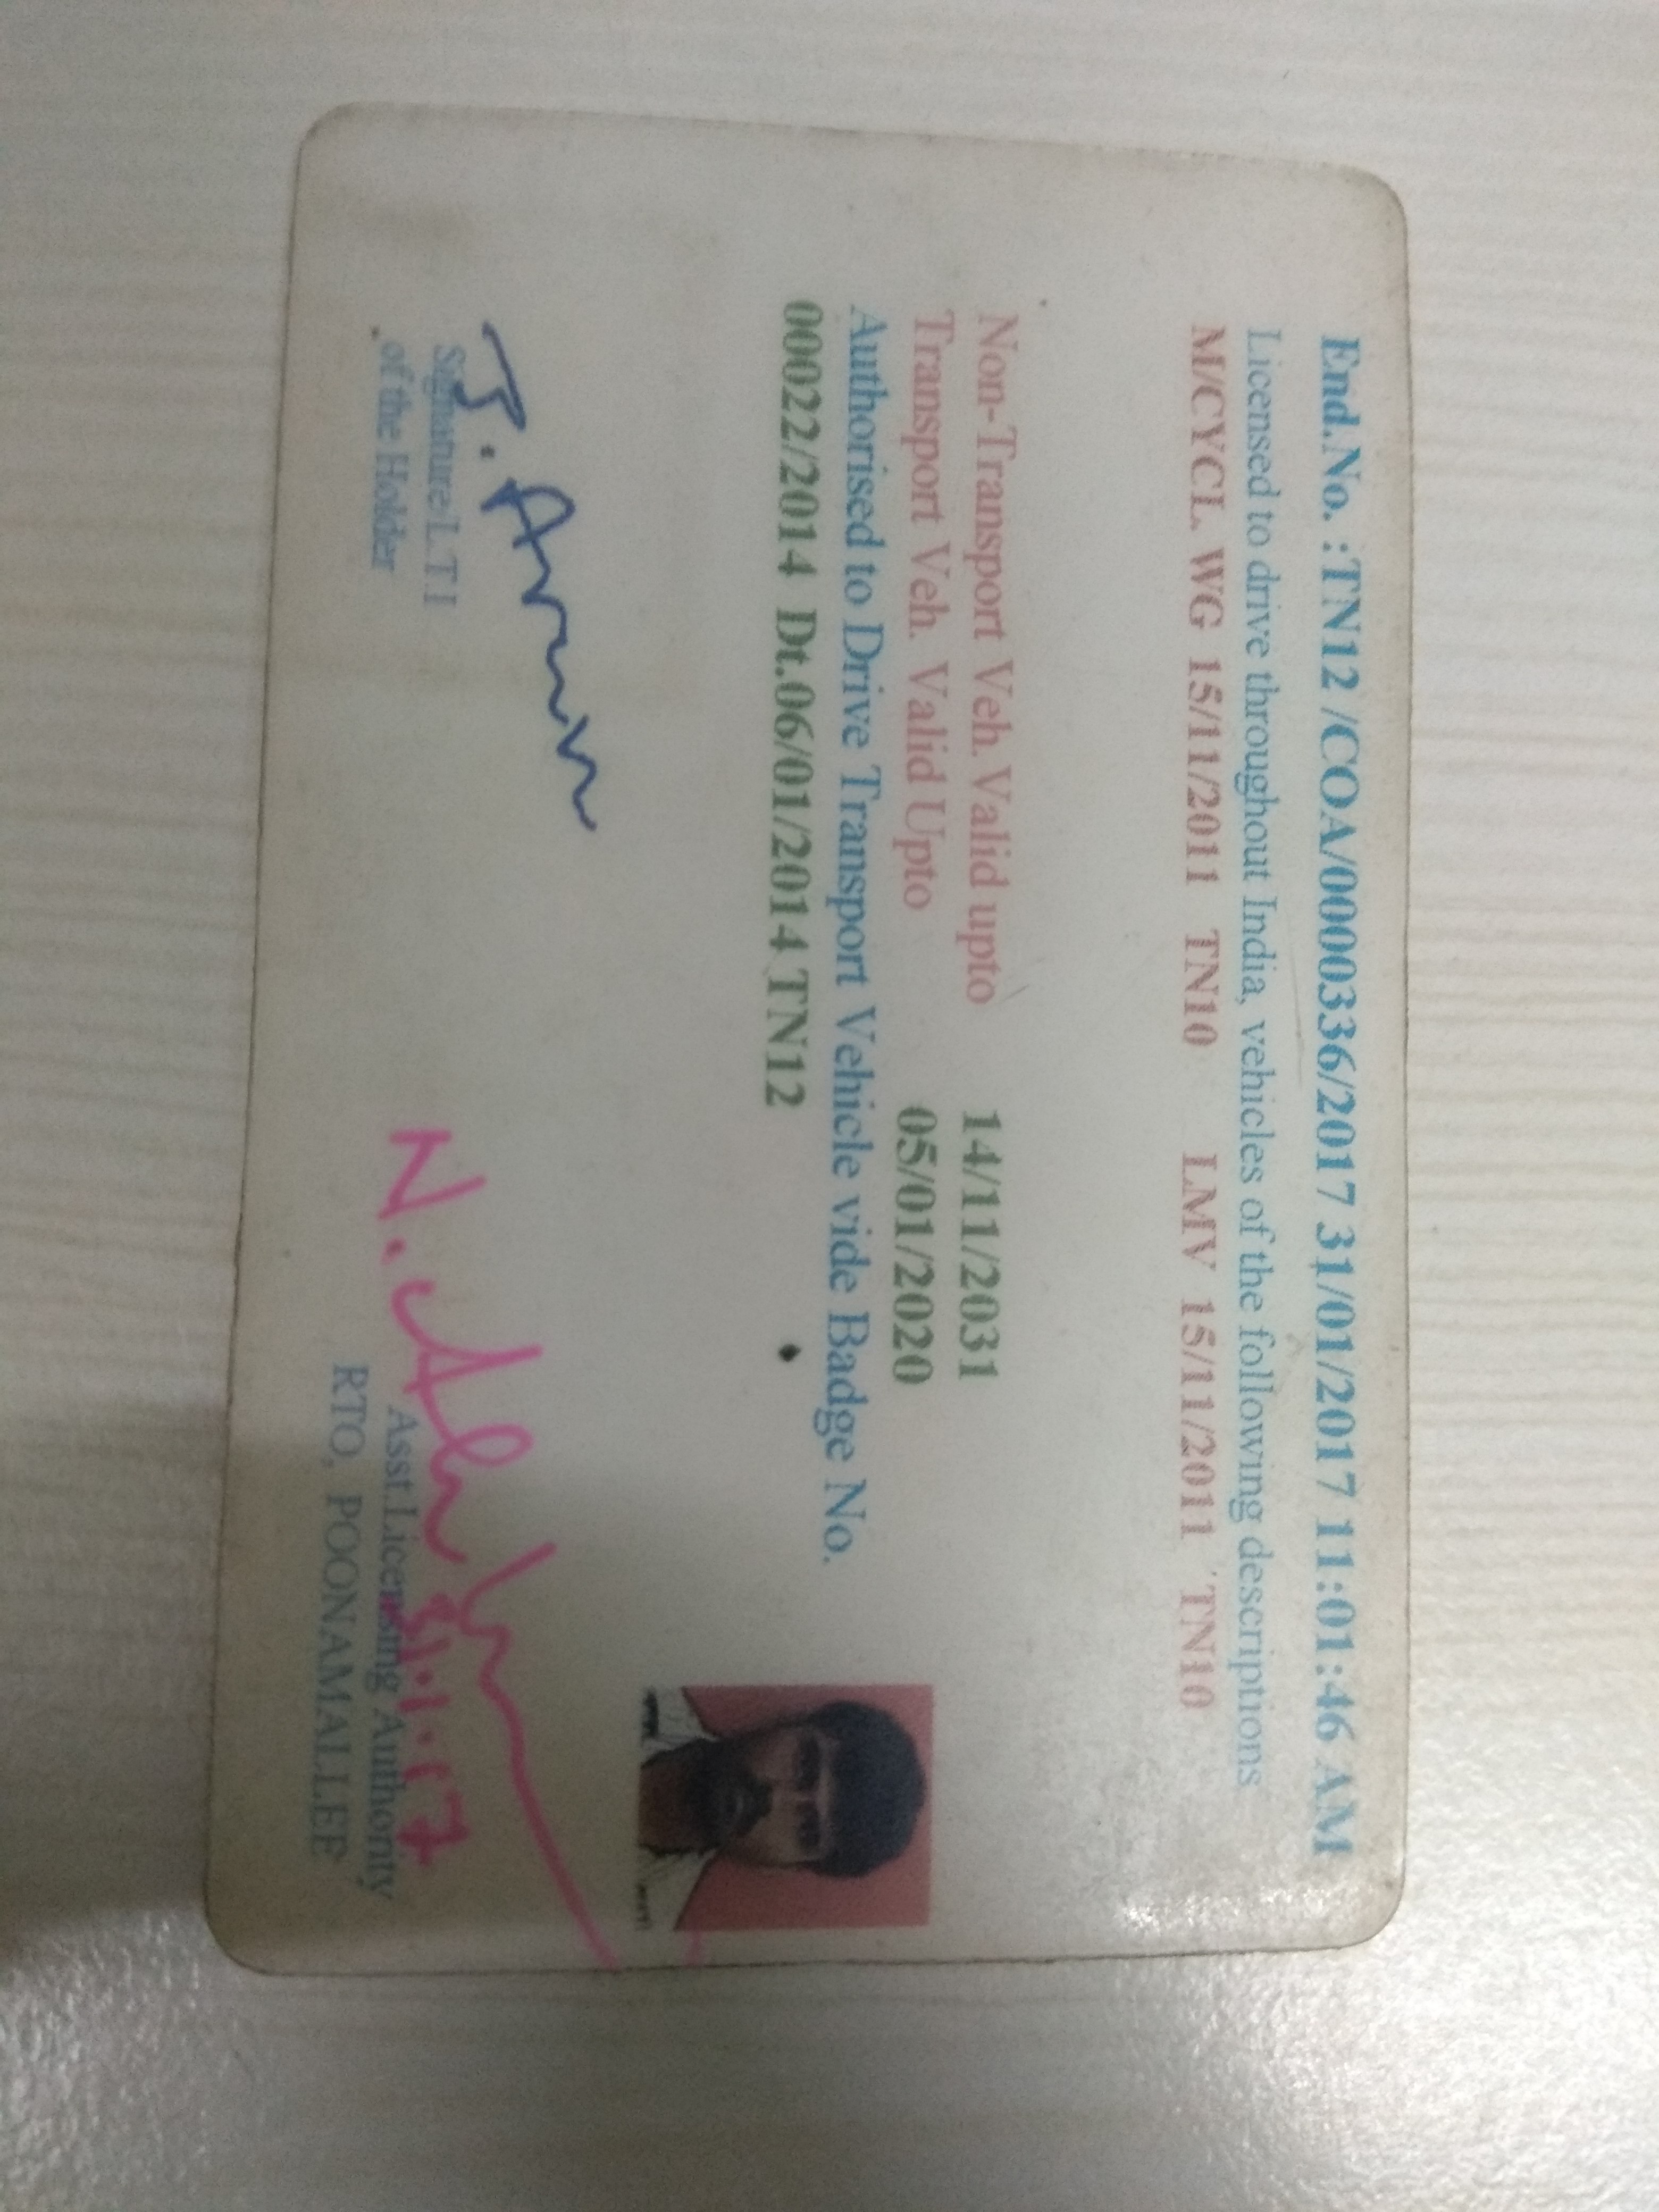 End.No. :TN12 /COA/0000336/2017 31/01/2017 11:01:46 AM
Licensed to drive throughout India, vehicles of the following descriptions
M/CYCL. WG 15/11/2011 TN10 LMV 15/11/2011 TN10
Non-Transport Veh. Valid upto 14/11/2031
Transport Veh. Valid Upto 05/01/2020
Authorised to Drive Transport Vehicle vide Badge No.
00022/2014 Dt.06/01/2014 TN12
J. Arun
Signature/L.T.I
of the Holder
Asst.Licensing Authority
RTO, POONAMALLEE